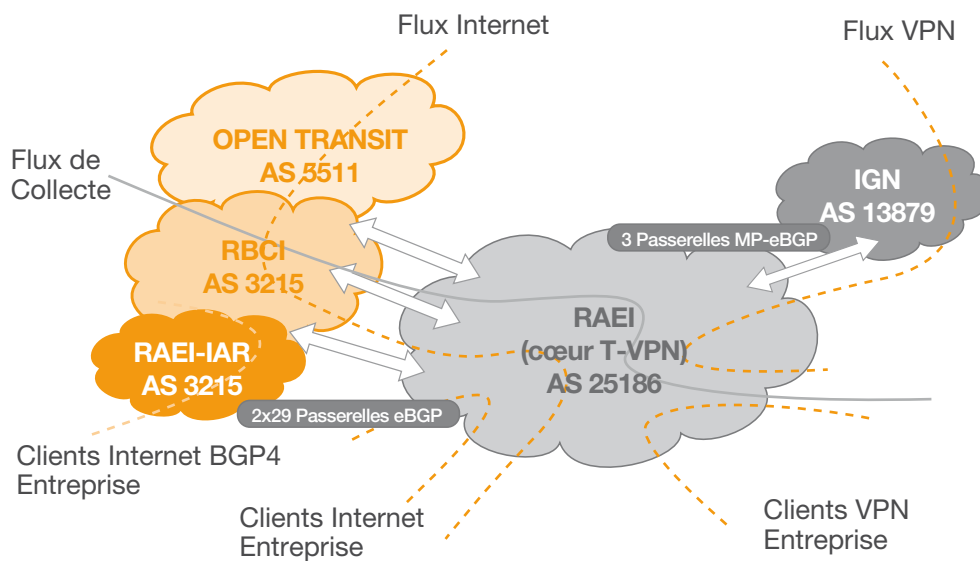 Flux Internet
Flux VPN
OPEN TRANSIT
AS 5511
Flux de
Collecte
IGN
AS 13879
3 Passerelles MP-eBGP
RBCI
AS 3215
RAEI
(cœur T-VPN)
AS 25186
RAEI-IAR
AS 3215
2x29 Passerelles eBGP
Clients Internet BGP4
Entreprise
Clients Internet
Entreprise
Clients VPN
Entreprise